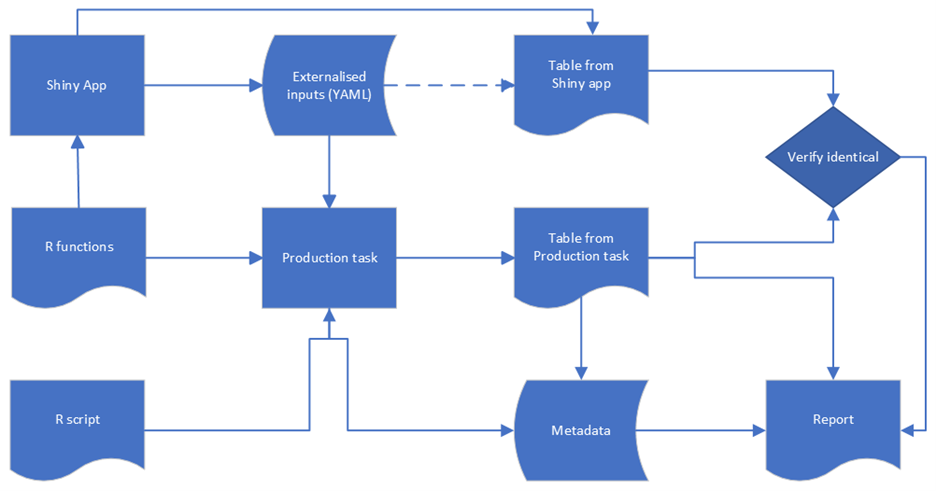 Shiny App
Externalised
inputs (YAML)
Table from
Shiny app
Verify identical
R functions
Production task
Table from
Production task
R script
Metadata
Report